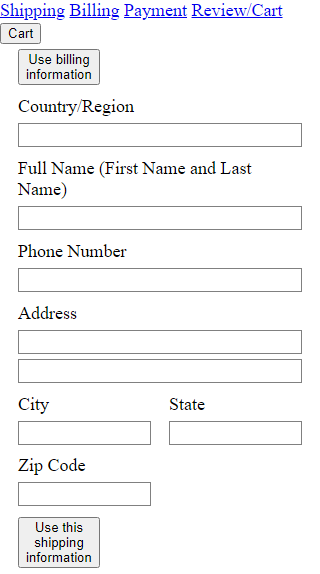 Shipping Billing Payment Review/Cart
Cart
Use billing
information
Country/Region
Full Name (First Name and Last
Name)
Phone Number
Address
City State
Zip Code
Use this
shipping
information